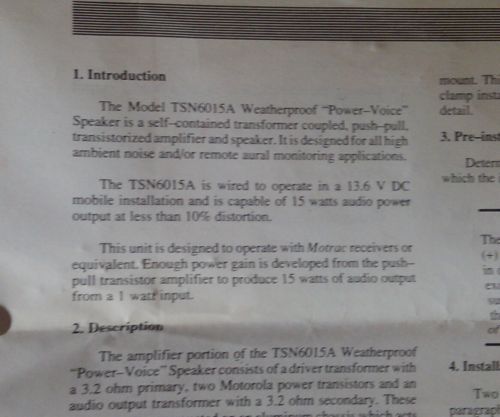 1. Introduction
The Model TSN6015A Weatherproof “Power–Voice”
Speaker is a self–contained transformer coupled, push–pull,
transistorized amplifier and speaker. It is designed for all high
ambient noise and/or remote aural monitoring applications.
The TSN6015A is wired to operate in a 13.6 V DC
mobile installation and is capable of 15 watts audio power
output at less than 10% distortion.
This unit is designed to operate with Motrac receivers or
equivalent. Enough power gain is developed from the push–
pull transistor amplifier to produce 15 watts of audio output
from a 1 watt input.
2. Description
The amplifier portion of the TSN6015A Weatherproof
“Power–Voice” Speaker consists of a driver transformer with
a 3.2 ohm primary, two Motorola power transistors and an
audio output transformer with a 3.2 ohm secondary. These
mount. Thi
clamp insta
detail.
3. Pre–inst
Determ
which the i
The
(+)
in c
exa
th
of
4. Install
Two
paragrap